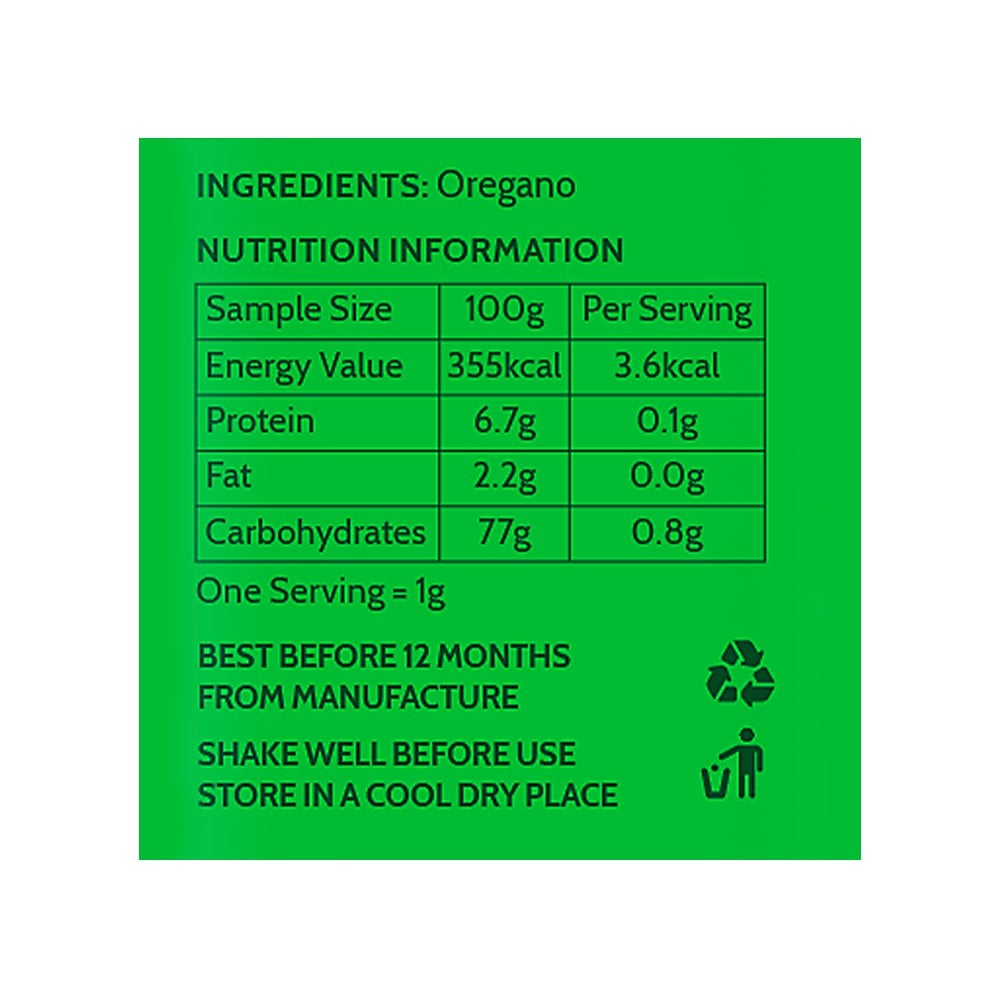 INGREDIENTS: Oregano
NUTRITION INFORMATION
Sample Size 100g Per Serving
Energy Value 355kcal 3.6kcal
Protein 6.7g 0.1g
Fat 2.2g 0.0g
Carbohydrates 77g 0.8g
One Serving = 1g
BEST BEFORE 12 MONTHS
FROM MANUFACTURE
SHAKE WELL BEFORE USE
STORE IN A COOL DRY PLACE